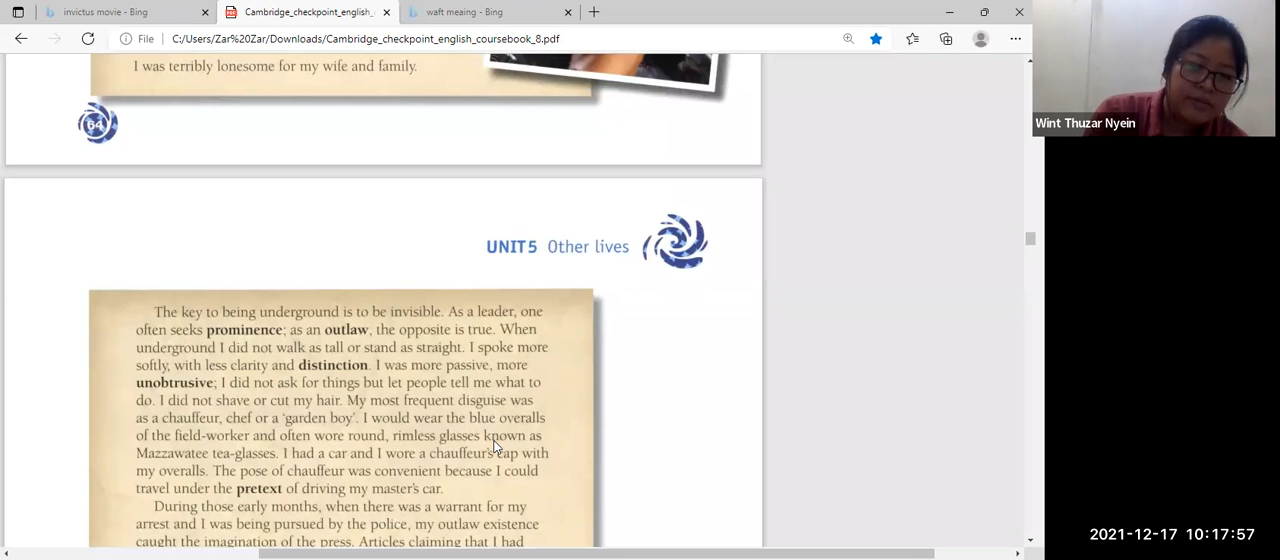 invictus movie - Bing
Cambridge_checkpoint_english_
waft meaing - Bing
File
C:/Users/Zar%20Zar/Downloads/Cambridge_checkpoint_english_coursebook_8.pdf
Wint Thuzar Nyein
I was terribly lonesome for my wife and family.
64
UNIT 5 Other lives
The key to being underground is to be invisible. As a leader, one
often seeks prominence; as an outlaw, the opposite is true. When
underground I did not walk as tall or stand as straight. I spoke more
softly, with less clarity and distinction. I was more passive, more
unobtrusive; I did not ask for things but let people tell me what to
do. I did not shave or cut my hair. My most frequent disguise was
as a chauffeur, chef or a ‘garden boy’. I would wear the blue overalls
of the field-worker and often wore round, rimless glasses known as
Mazzawatee tea-glasses. I had a car and I wore a chauffeur’s cap with
my overalls. The pose of chauffeur was convenient because I could
travel under the pretext of driving my master’s car.
During those early months, when there was a warrant for my
arrest and I was being pursued by the police, my outlaw existence
caught the imagination of the press. Articles claiming that I had
2021-12-17 10:17:57